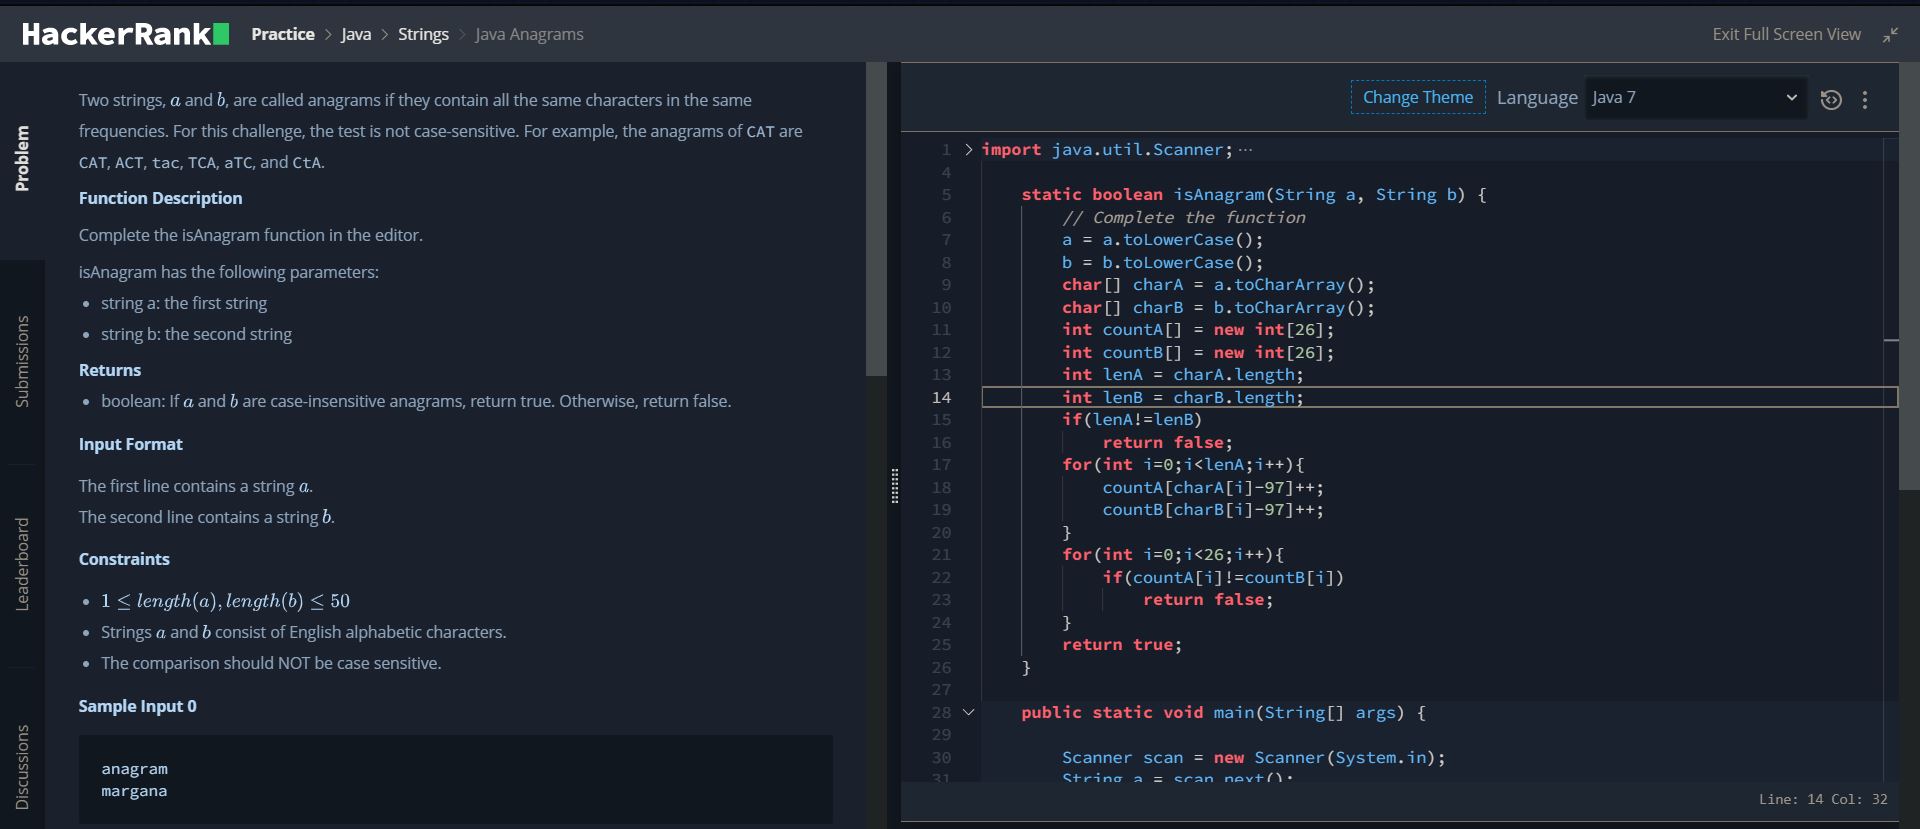 HackerRank Practice > Java > Strings > Java Anagrams Exit Full Screen View
Problem
Submissions
Leaderboard
Discussions
Two strings, a and b, are called anagrams if they contain all the same characters in the same
frequencies. For this challenge, the test is not case-sensitive. For example, the anagrams of CAT are
CAT, ACT, tac, TCA, aTC, and CtA.
Function Description
Complete the isAnagram function in the editor.
isAnagram has the following parameters:
• string a: the first string
• string b: the second string
Returns
• boolean: If a and b are case-insensitive anagrams, return true. Otherwise, return false.
Input Format
The first line contains a string a.
The second line contains a string b.
Constraints
• 1 ≤ length(a), length(b) ≤ 50
• Strings a and b consist of English alphabetic characters.
• The comparison should NOT be case sensitive.
Sample Input 0
anagram
margana
Change Theme Language Java 7
1 import java.util.Scanner; ...
4
5 static boolean isAnagram(String a, String b) {
6 // Complete the function
7 a = a.toLowerCase();
8 b = b.toLowerCase();
9 char[] charA = a.toCharArray();
10 char[] charB = b.toCharArray();
11 int countA[] = new int[26];
12 int countB[] = new int[26];
13 int lenA = charA.length;
14 int lenB = charB.length;
15 if(lenA!=lenB)
16 return false;
17 for(int i=0;i<lenA;i++){
18 countA[charA[i]-97]++;
19 countB[charB[i]-97]++;
20 }
21 for(int i=0;i<26;i++){
22 if(countA[i]!=countB[i])
23 return false;
24 }
25 return true;
26 }
27
28 public static void main(String[] args) {
29
30 Scanner scan = new Scanner(System.in);
31 String a = scan.next();
Line: 14 Col: 32